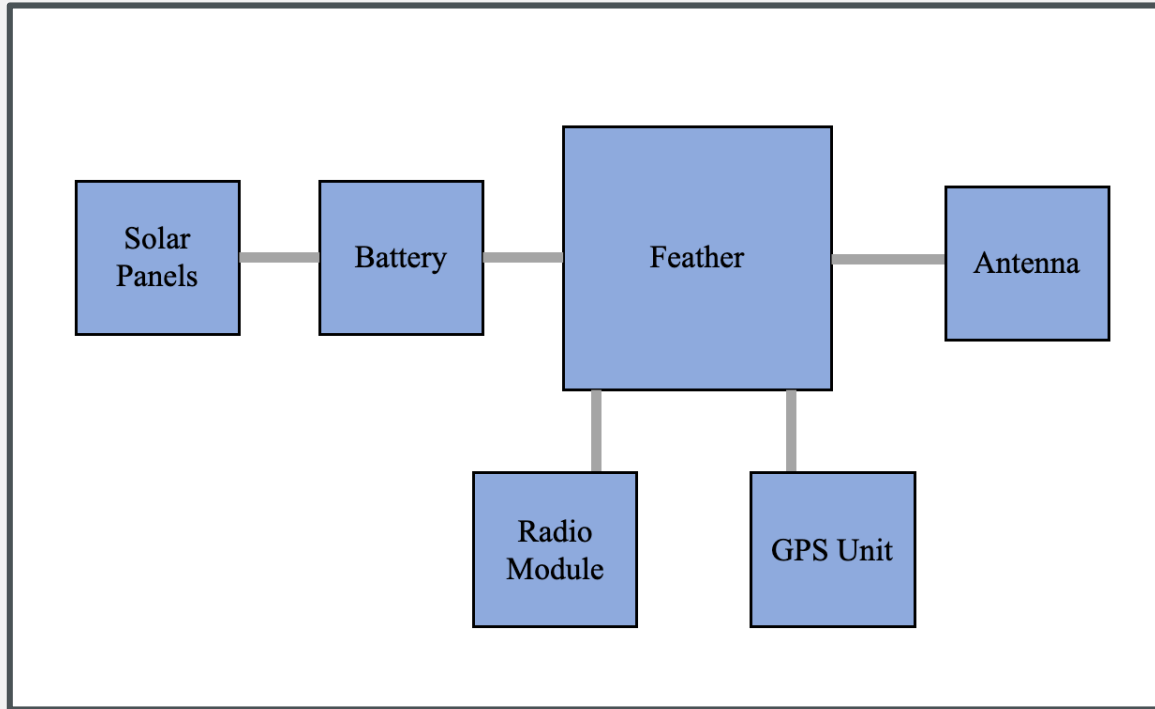 Solar
Panels
Battery
Feather
Antenna
Radio
Module
GPS Unit